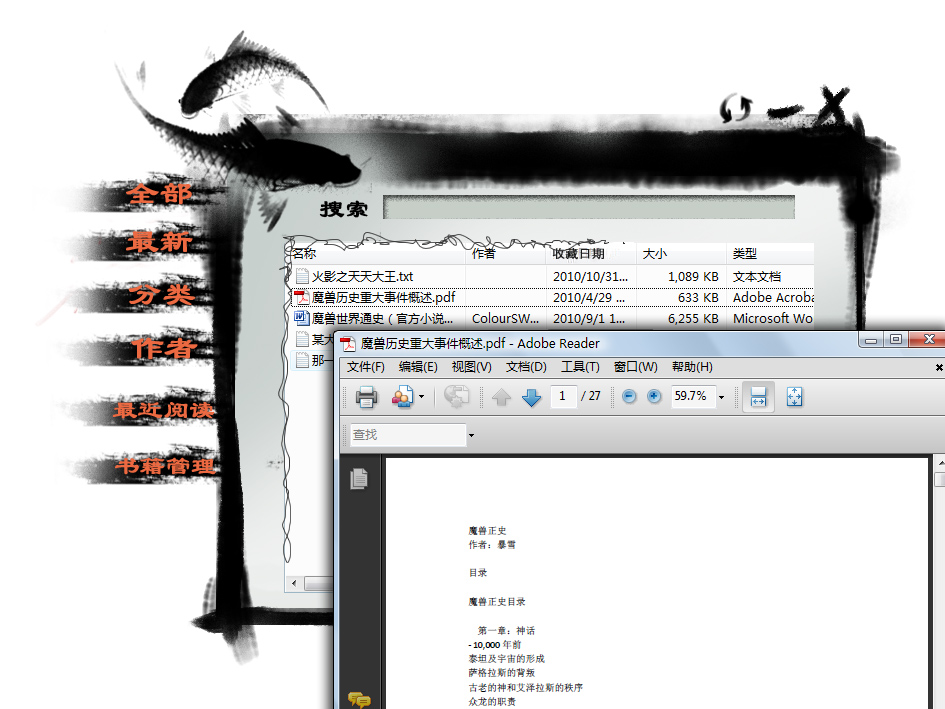 全部
最新
分类
作者
最近阅读
书籍管理
搜索
名称 作者 收藏日期 大小 类型
火影之天天大王.txt 2010/10/31... 1,089 KB 文本文档
魔兽历史重大事件概述.pdf 2010/4/29 ... 633 KB Adobe Acroba
魔兽世界通史（官方小说... ColourSW... 2010/9/1 1... 6,255 KB Microsoft Wo
某大
那一
魔兽历史重大事件概述.pdf - Adobe Reader
文件(F) 编辑(E) 视图(V) 文档(D) 工具(T) 窗口(W) 帮助(H)
1 / 27 59.7%
查找
魔兽正史
作者：暴雪
目录
魔兽正史目录
第一章：神话
-10,000 年前
泰坦及宇宙的形成
萨格拉斯的背叛
古老的神和艾泽拉斯的秩序
众龙的职责